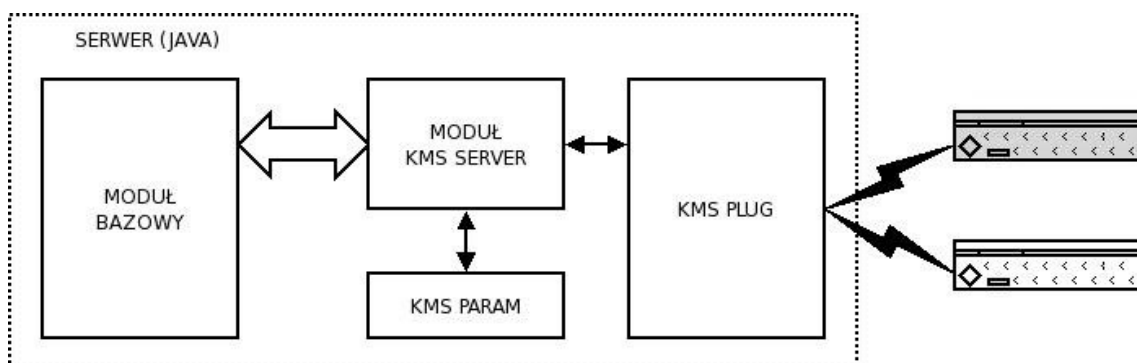 SERWER (JAVA)
MODUŁ
BAZOWY
MODUŁ
KMS SERVER
KMS PARAM
KMS PLUG